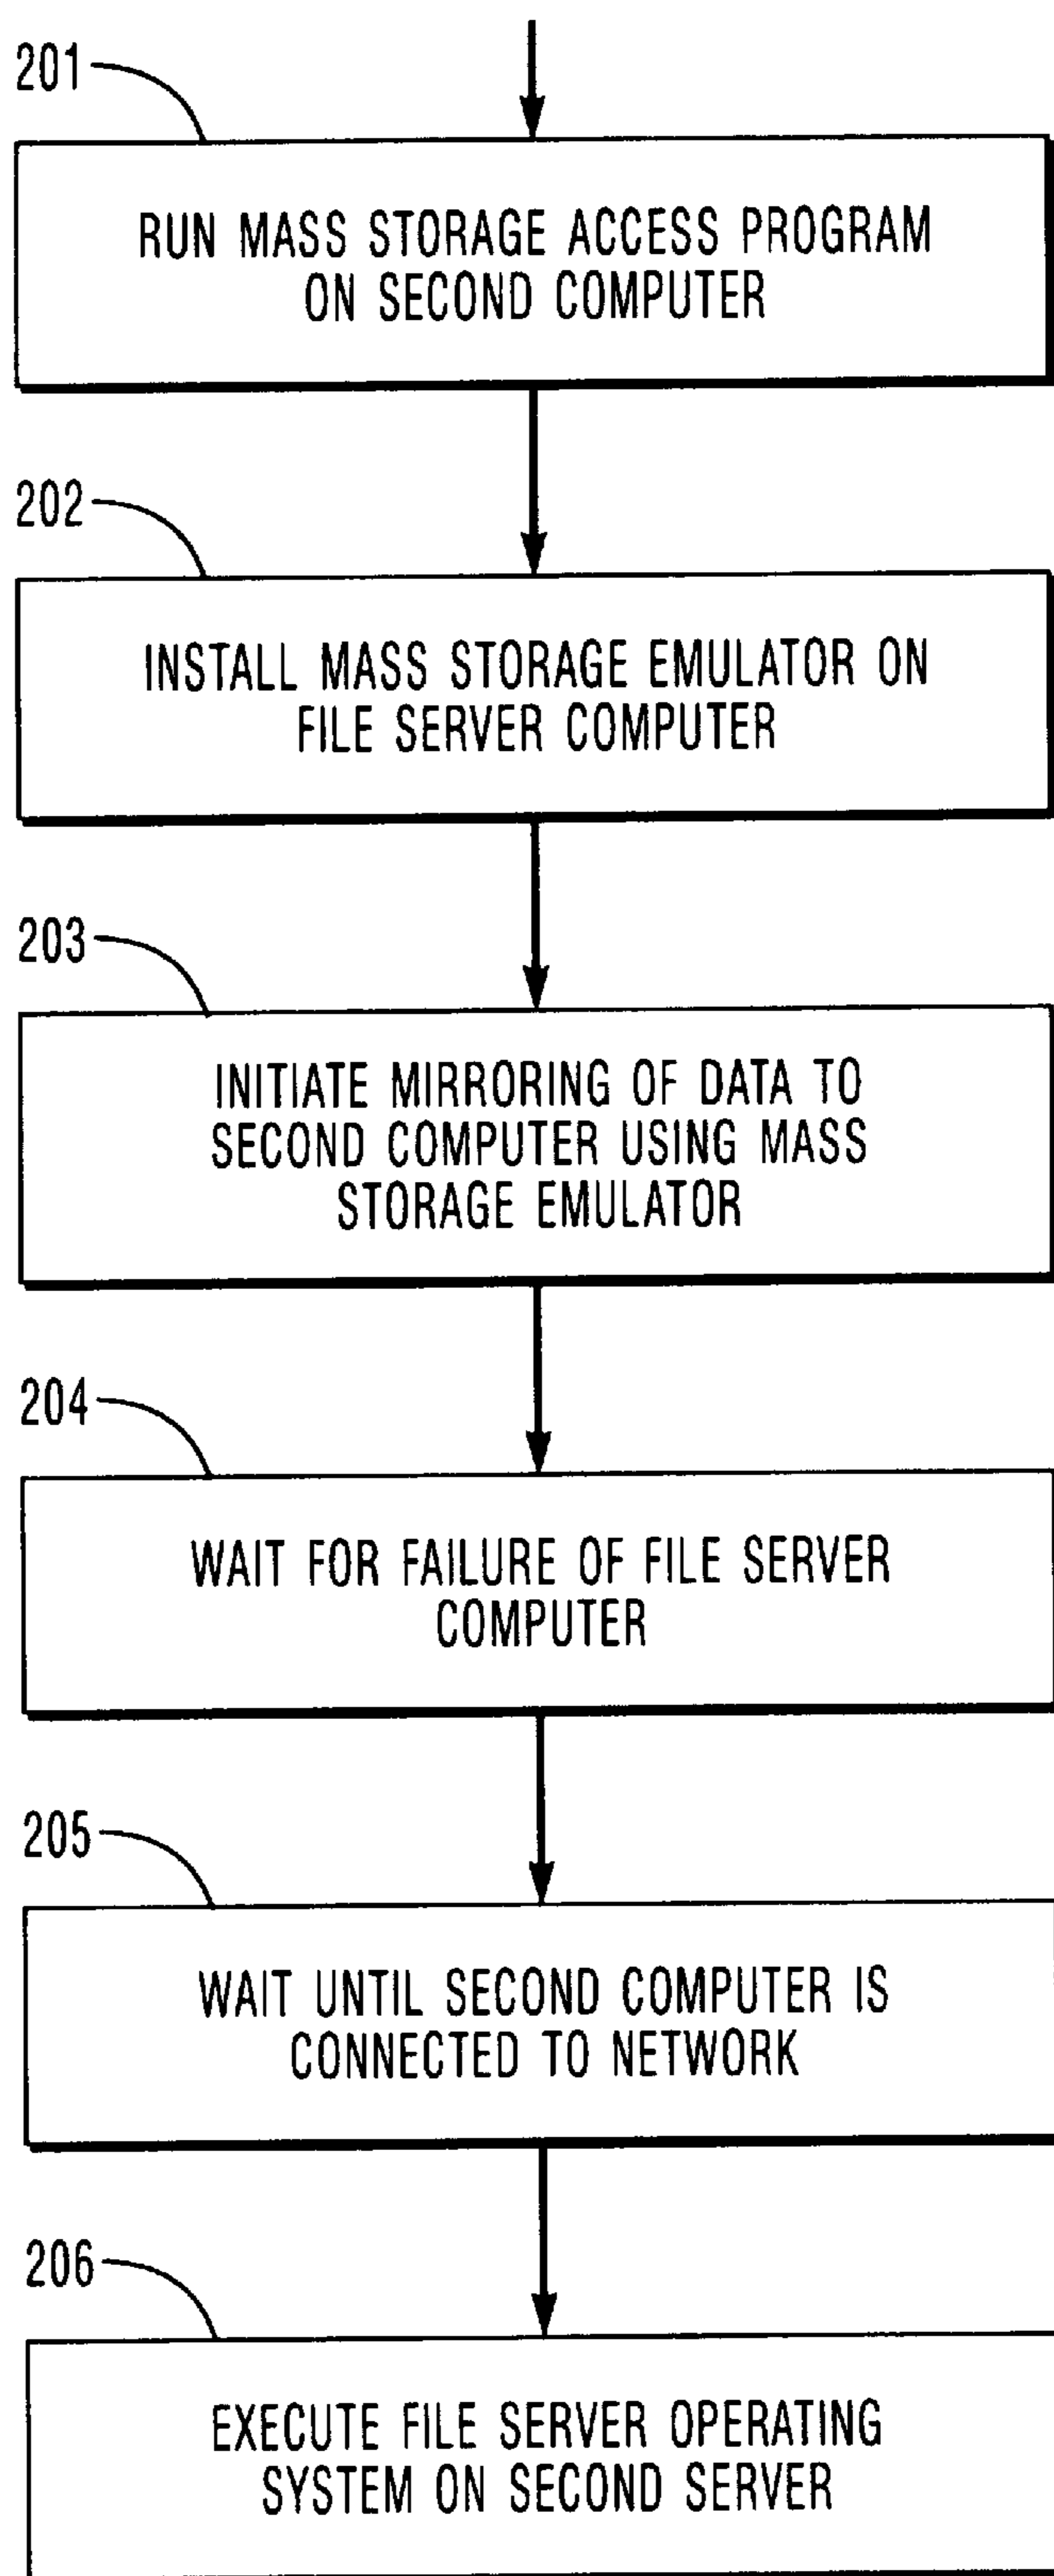 201
RUN MASS STORAGE ACCESS PROGRAM
ON SECOND COMPUTER
202
INSTALL MASS STORAGE EMULATOR ON
FILE SERVER COMPUTER
203
INITIATE MIRRORING OF DATA TO
SECOND COMPUTER USING MASS
STORAGE EMULATOR
204
WAIT FOR FAILURE OF FILE SERVER
COMPUTER
205
WAIT UNTIL SECOND COMPUTER IS
CONNECTED TO NETWORK
206
EXECUTE FILE SERVER OPERATING
SYSTEM ON SECOND SERVER